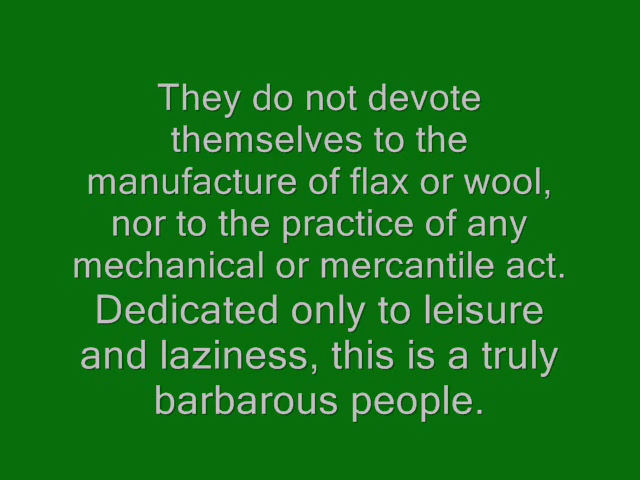 They do not devote
themselves to the
manufacture of flax or wool,
nor to the practice of any
mechanical or mercantile act.
Dedicated only to leisure
and laziness, this is a truly
barbarous people.